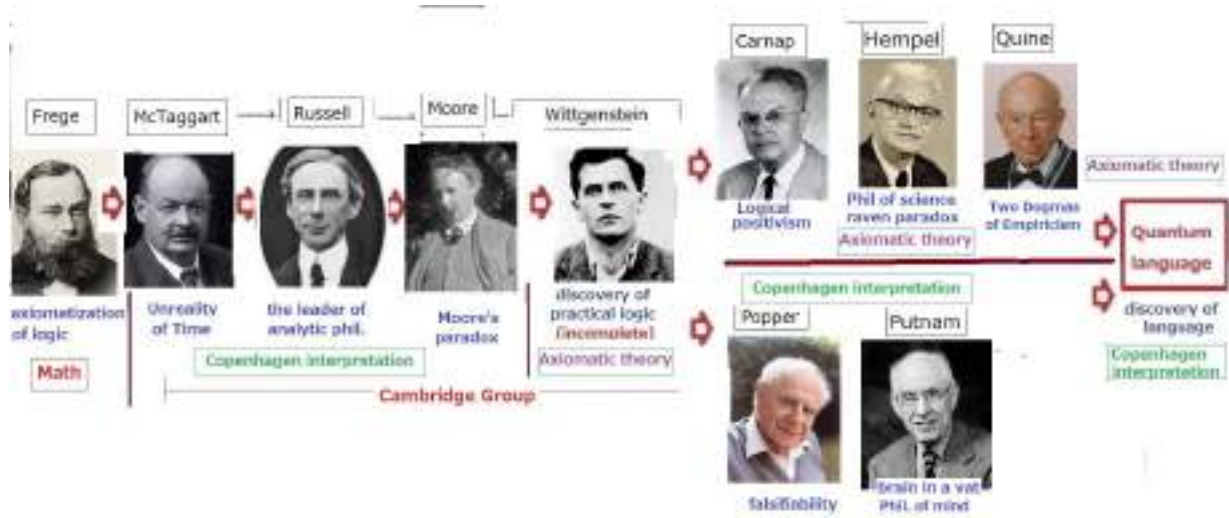 Carnap
Hempel
Quine
Frege
McTaggart
Russell
Moore
Wittgenstein
Axiomatic theory
Logical
positivism
Phil of science
raven paradox
Axiomatic theory
Two Dogmas
of Empiricism
Quantum
language
axiomatization
of logic
Math
Unreality
of Time
the leader of
analytic phil.
Copenhagen interpretation
Moore's
paradox
discovery of
practical logic
(incomplete)
Axiomatic theory
Cambridge Group
Copenhagen interpretation
Popper
Putnam
discovery of
language
Copenhagen
interpretation
falsifiobility
brain in a vat
Phil of mind